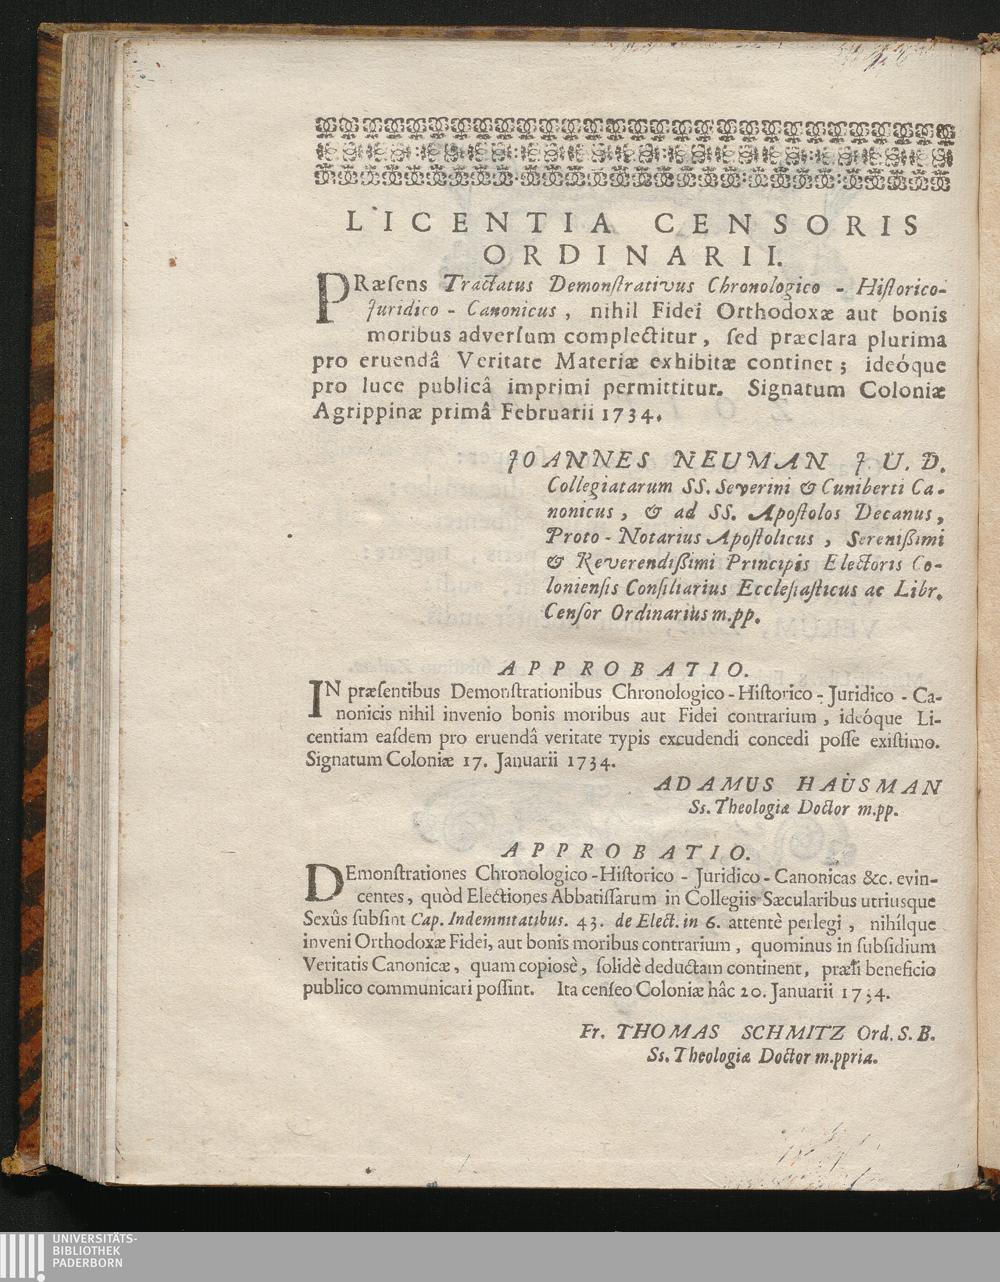 LICENTIA CENSORIS
ORDINARII.
PRæſens Tractatus Demonſtrativus Chronologico - Hiſtorico-
Juridico - Canonicus, nihil Fidei Orthodoxæ aut bonis
moribus adverſum complectitur, ſed præclara plurima
pro eruendâ Veritate Materiæ exhibitæ continet; ideóque
pro luce publicâ imprimi permittitur. Signatum Coloniæ
Agrippinæ primâ Februarii 1734.
JOANNES NEUMAN J U. D.
Collegiatarum SS. Severini & Cuniberti Ca-
nonicus, & ad SS. Apoſtolos Decanus,
Proto-Notarius Apoſtolicus, Sereniſſimi
& Reverendiſſimi Principis Electoris Co-
lonienſis Conſiliarius Eccleſiaſticus ac Libr.
Cenſor Ordinarius m.pp.
APPROBATIO.
IN præſentibus Demonſtrationibus Chronologico-Hiſtorico-Juridico-Ca-
nonicis nihil invenio bonis moribus aut Fidei contrarium, ideóque Li-
centiam eaſdem pro eruendâ veritate Typis excudendi concedi poſſe exiſtimo.
Signatum Coloniæ 17. Januarii 1734.
ADAMUS HAUSMAN
Ss. Theologiæ Doctor m.pp.
APPROBATIO.
DEmonſtrationes Chronologico-Hiſtorico-Juridico-Canonicas &c. evin-
centes, quòd Electiones Abbatiſſarum in Collegiis Sæcularibus utriusque
Sexûs ſubſint Cap. Indemnitatibus. 43. de Elect. in 6. attentè perlegi, nihílque
inveni Orthodoxæ Fidei, aut bonis moribus contrarium, quominus in ſubſidium
Veritatis Canonicæ, quam copiosè, ſolidè deductam continent, præli beneficio
publico communicari poſſint. Ita cenſeo Coloniæ hâc 20. Januarii 1734.
Fr. THOMAS SCHMITZ Ord. S. B.
Ss. Theologiæ Doctor m.ppria.
UNIVERSITÄTS-
BIBLIOTHEK
PADERBORN